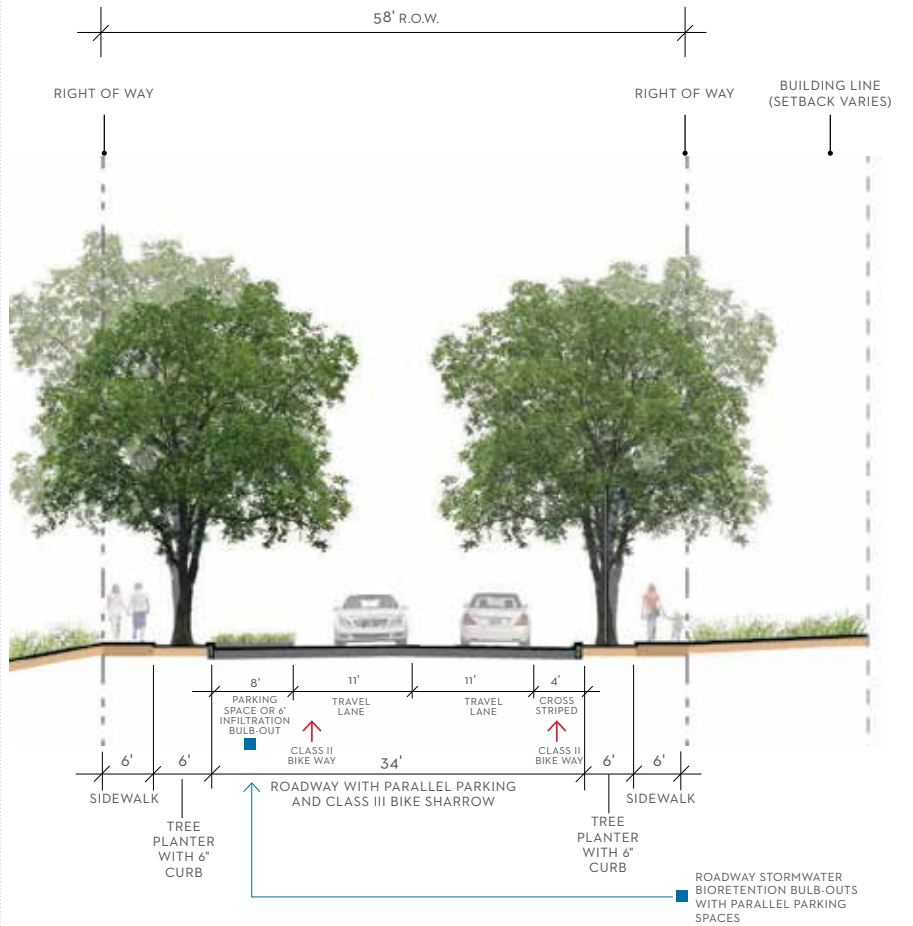 58' R.O.W.
RIGHT OF WAY
RIGHT OF WAY
BUILDING LINE
(SETBACK VARIES)
8'
11'
11'
4'
PARKING
SPACE OR 6'
INFILTRATION
BULB-OUT
TRAVEL
LANE
TRAVEL
LANE
CROSS
STRIPED
CLASS II
BIKE WAY
CLASS II
BIKE WAY
6'
6'
34'
6'
6'
SIDEWALK
ROADWAY WITH PARALLEL PARKING
AND CLASS III BIKE SHARROW
SIDEWALK
TREE
PLANTER
WITH 6"
CURB
TREE
PLANTER
WITH 6"
CURB
ROADWAY STORMWATER
BIORETENTION BULB-OUTS
WITH PARALLEL PARKING
SPACES